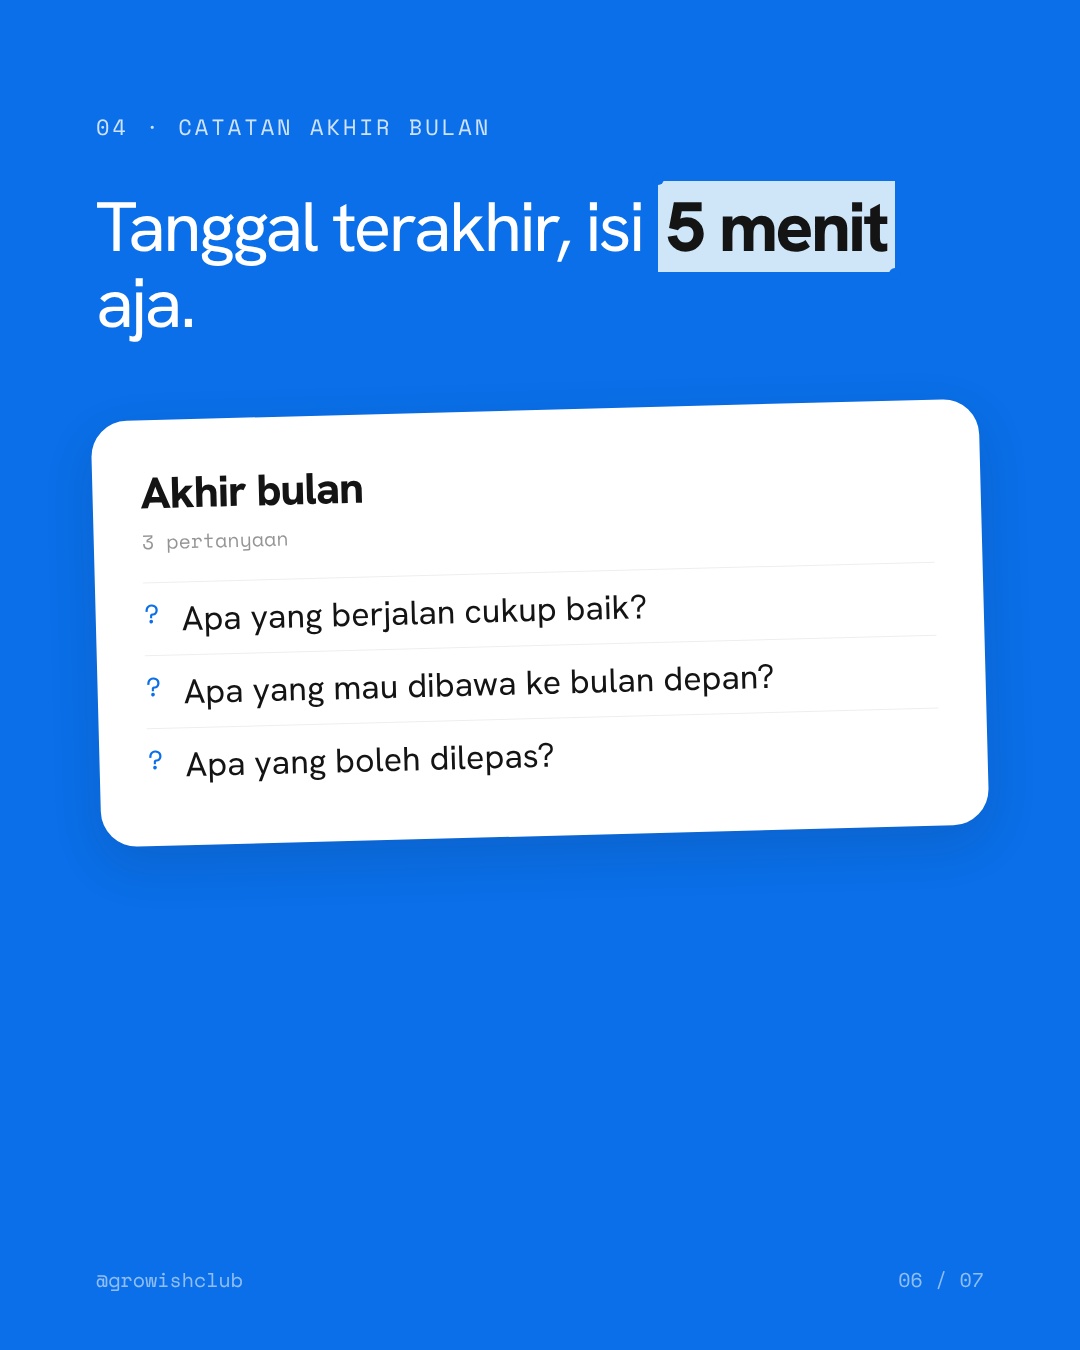 04 · CATATAN AKHIR BULAN
Tanggal terakhir, isi 5 menit
aja.
Akhir bulan
3 pertanyaan
? Apa yang berjalan cukup baik?
? Apa yang mau dibawa ke bulan depan?
? Apa yang boleh dilepas?
@growishclub
06 / 07